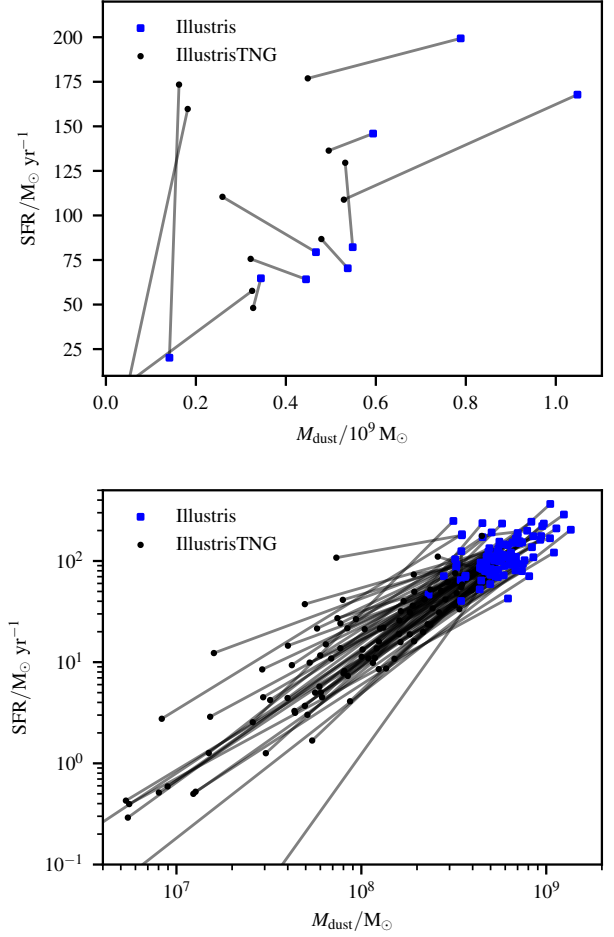 200
175
150
125
100
75
50
25
SFR/M⊙ yr⁻¹
Illustris
IllustrisTNG
0.0 0.2 0.4 0.6 0.8 1.0
M_dust/10⁹ M⊙
10²
10¹
10⁰
10⁻¹
SFR/M⊙ yr⁻¹
Illustris
IllustrisTNG
10⁷ 10⁸ 10⁹
M_dust/M⊙